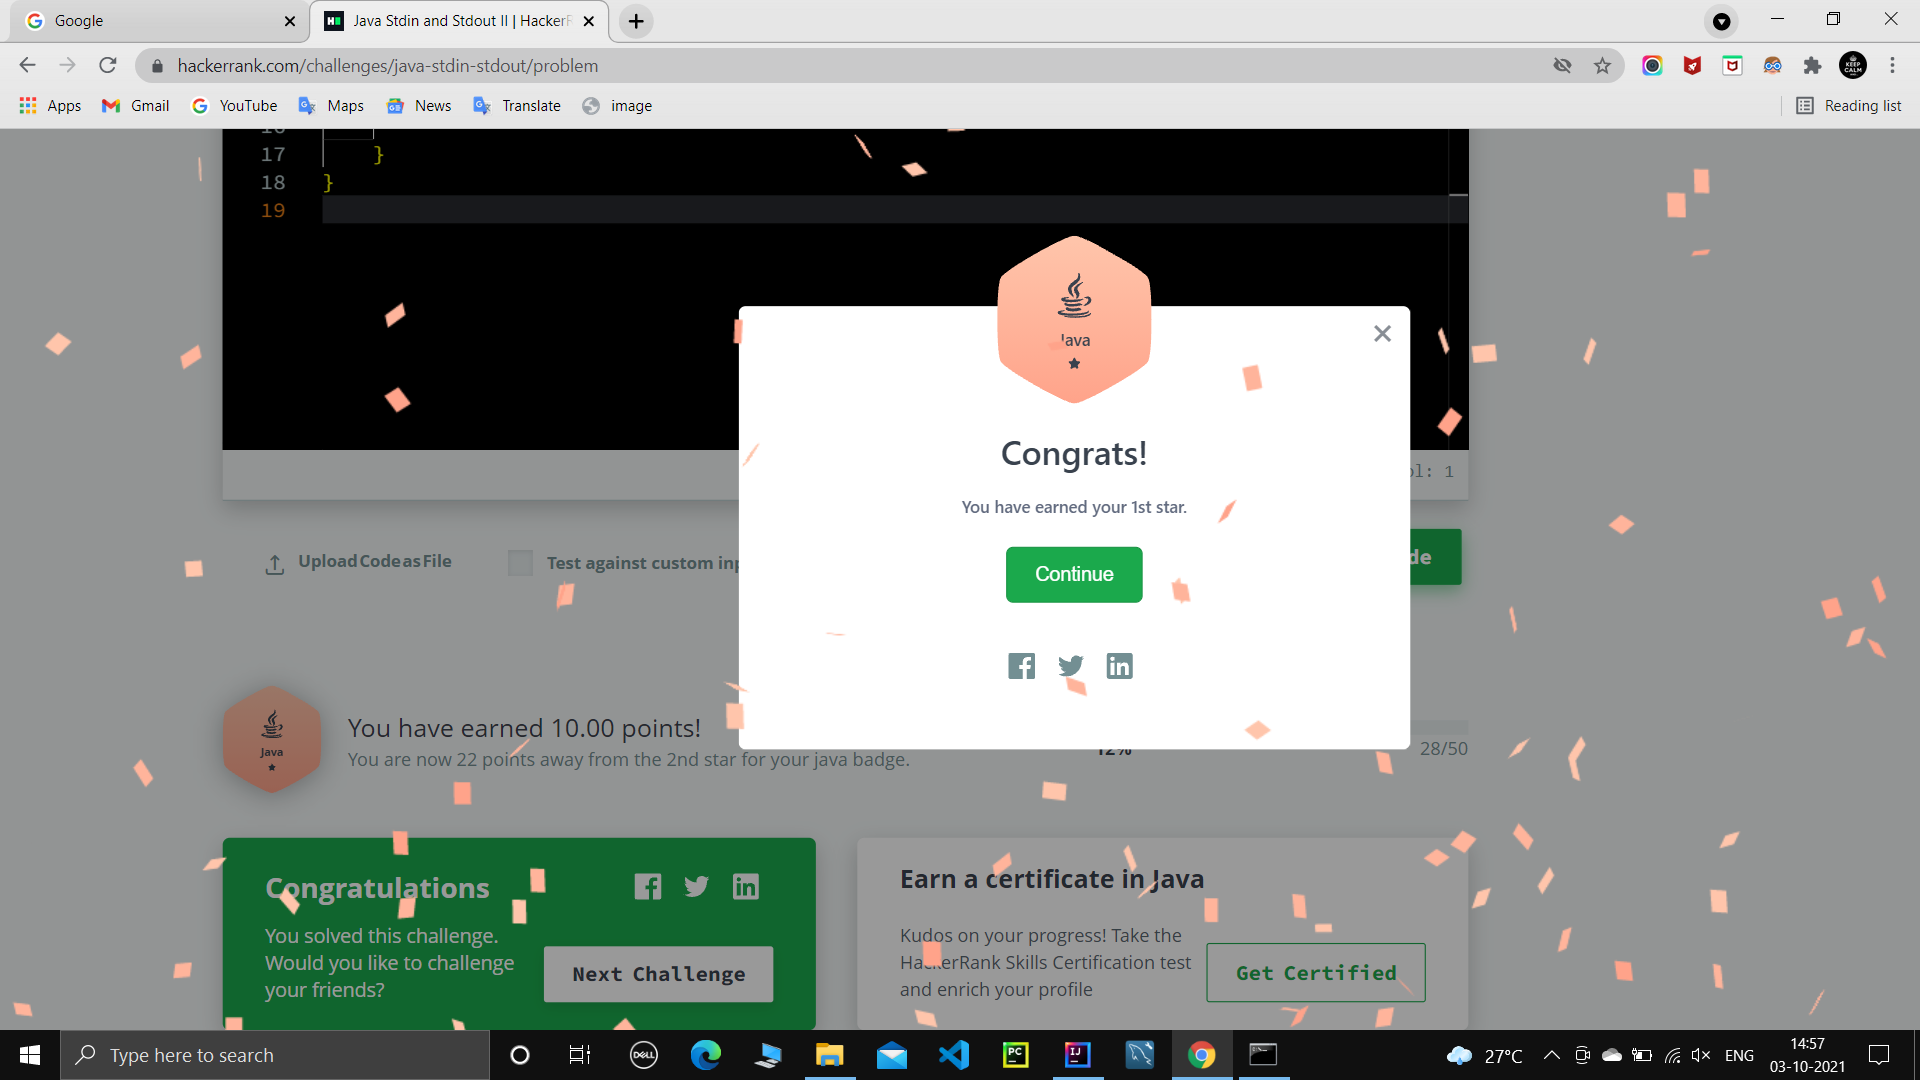 Google
Java Stdin and Stdout II | HackerR
hackerrank.com/challenges/java-stdin-stdout/problem
Apps
Gmail
YouTube
Maps
News
Translate
image
Reading list
17 }
18 }
19
Java
Congrats!
You have earned your 1st star.
Continue
ol: 1
Upload Code as File
Test against custom inp
de
Java
You have earned 10.00 points!
You are now 22 points away from the 2nd star for your java badge.
12%
28/50
Congratulations
You solved this challenge.
Would you like to challenge
your friends?
Next Challenge
Earn a certificate in Java
Kudos on your progress! Take the
HackerRank Skills Certification test
and enrich your profile
Get Certified
Type here to search
DELL
PC
IJ
27°C
ENG
14:57
03-10-2021